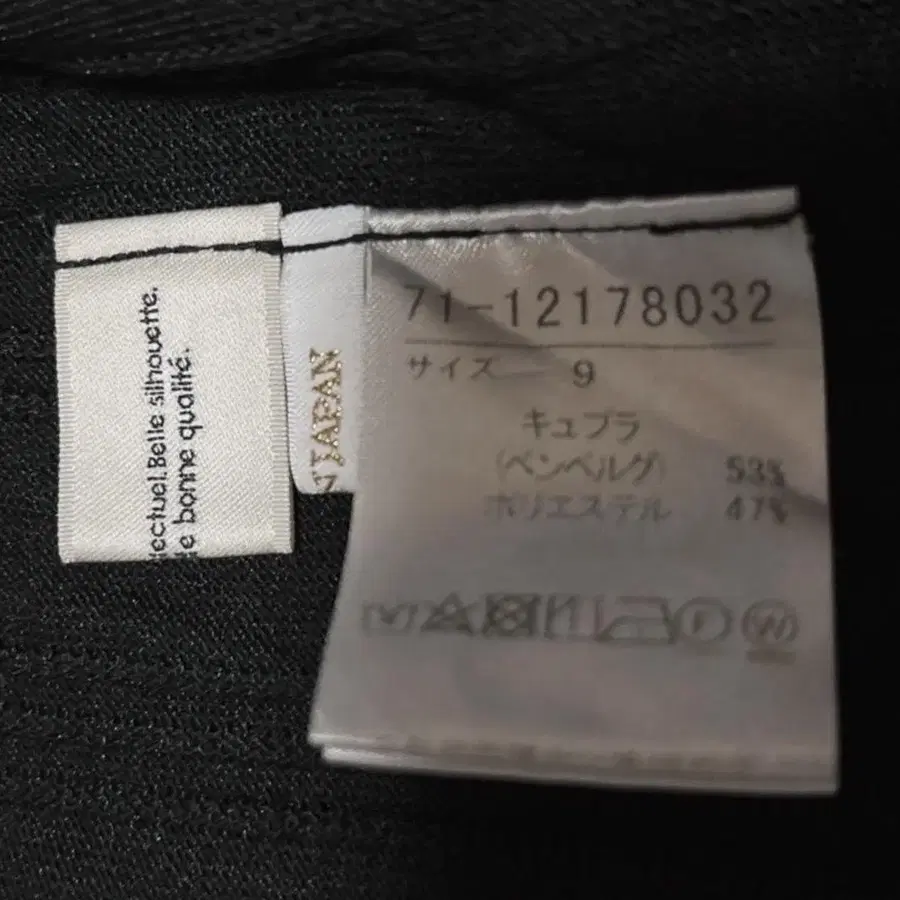 71-12178032
サイズ 9
キュプラ
(ベンベルグ) 53%
ポリエステル 47%
Belle silhouette.
bonne qualité.
JAPAN